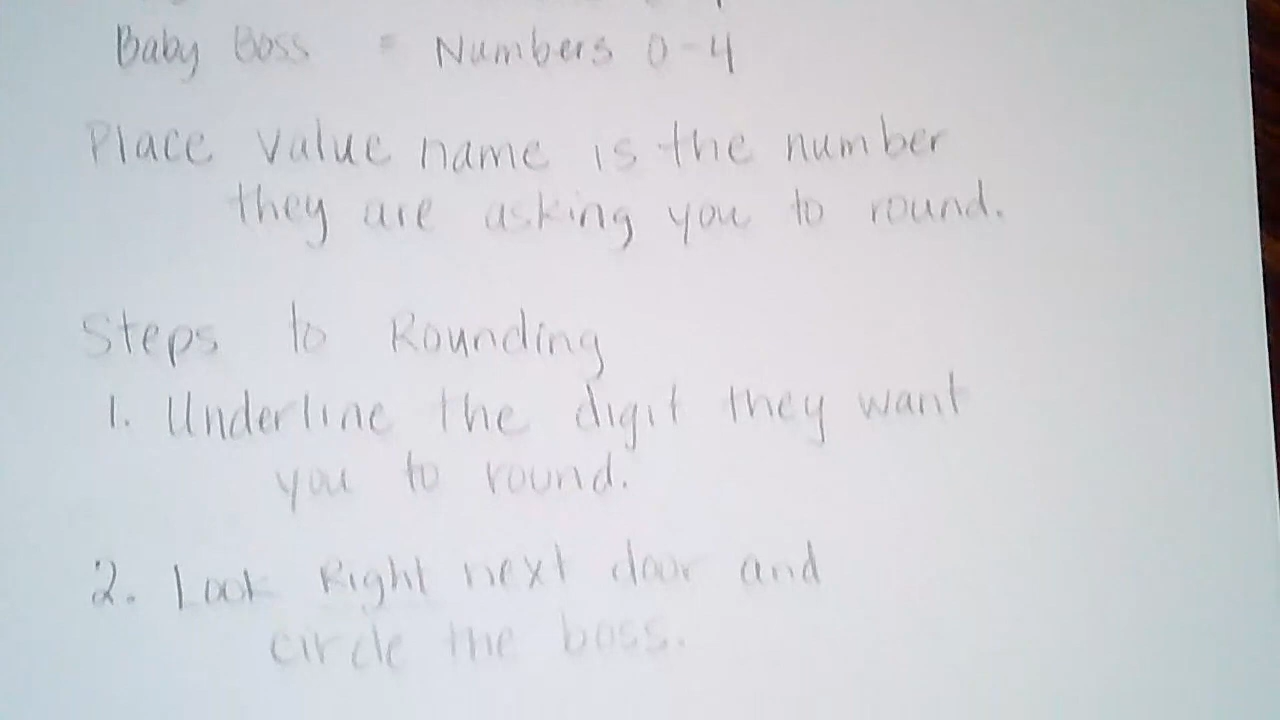 Baby Boss = Numbers 0-4
Place value name is the number
they are asking you to round.
Steps to Rounding
1. Underline the digit they want
you to round.
2. Look Right next door and
circle the boss.